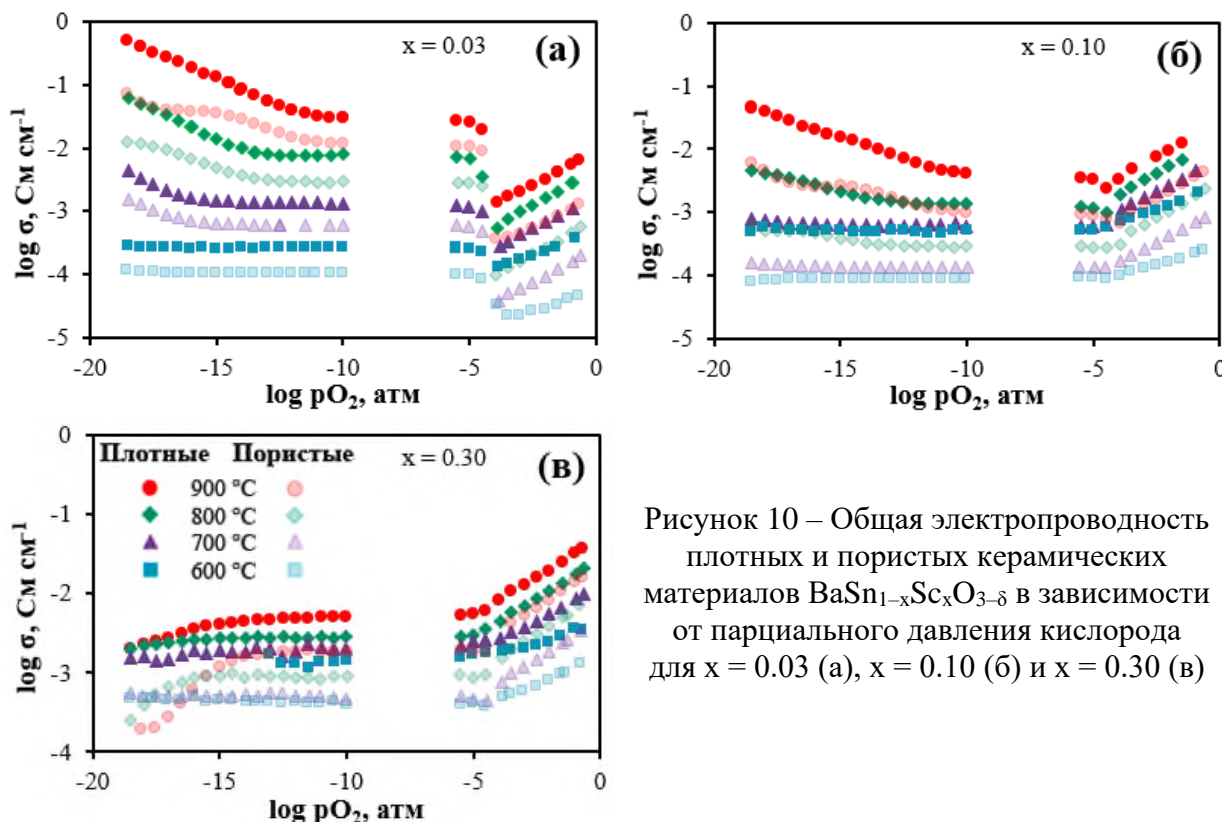 x = 0.03
(а)
0
-1
-2
-3
-4
-5
log σ, См см⁻¹
-20 -15 -10 -5 0
log pO₂, атм
x = 0.10
(б)
0
-1
-2
-3
-4
-5
log σ, См см⁻¹
-20 -15 -10 -5 0
log pO₂, атм
Плотные Пористые
x = 0.30
(в)
900 °C
800 °C
700 °C
600 °C
0
-1
-2
-3
-4
log σ, См см⁻¹
-20 -15 -10 -5 0
log pO₂, атм
Рисунок 10 – Общая электропроводность
плотных и пористых керамических
материалов BaSn₁₋ₓScₓO₃₋δ в зависимости
от парциального давления кислорода
для x = 0.03 (а), x = 0.10 (б) и x = 0.30 (в)